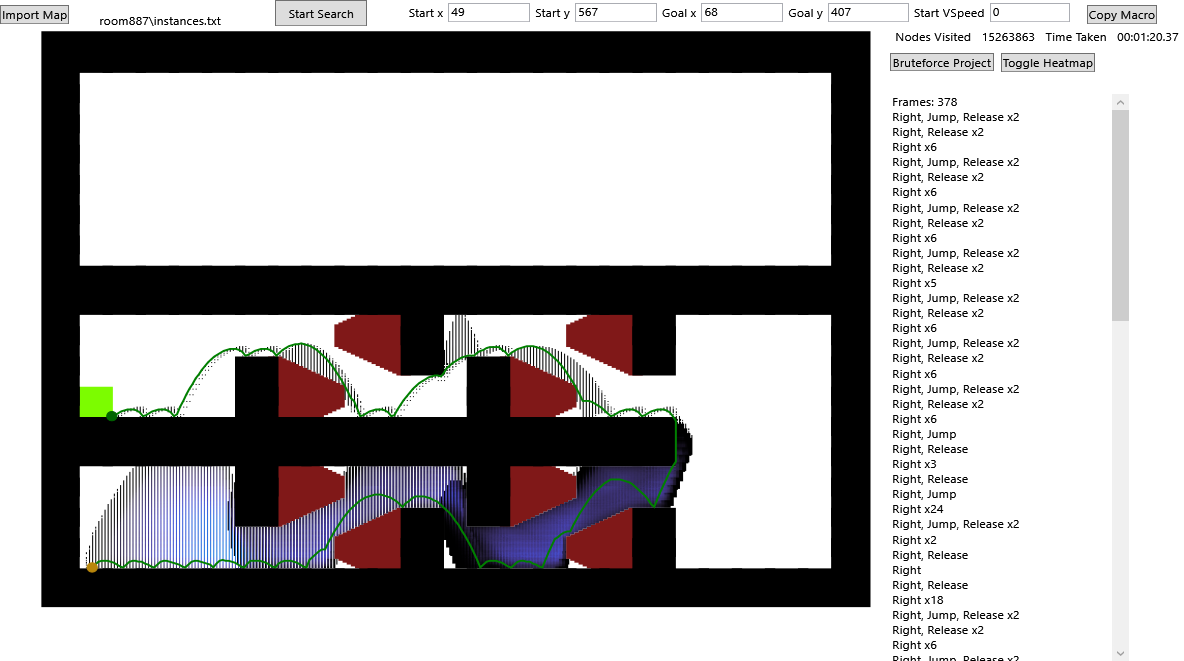 Import Map
room887\instances.txt
Start Search
Start x 49 Start y 567 Goal x 68 Goal y 407 Start VSpeed 0
Copy Macro
Nodes Visited 15263863 Time Taken 00:01:20.37
Bruteforce Project Toggle Heatmap
Frames: 378
Right, Jump, Release x2
Right, Release x2
Right x6
Right, Jump, Release x2
Right, Release x2
Right x6
Right, Jump, Release x2
Right, Release x2
Right x6
Right, Jump, Release x2
Right, Release x2
Right x5
Right, Jump, Release x2
Right, Release x2
Right x6
Right, Jump, Release x2
Right, Release x2
Right x6
Right, Jump, Release x2
Right, Release x2
Right x6
Right, Jump
Right, Release
Right x3
Right, Release
Right, Jump
Right x24
Right, Jump, Release x2
Right x2
Right, Release
Right
Right, Release
Right x18
Right, Jump, Release x2
Right, Release x2
Right x6
Right, Jump, Release x2